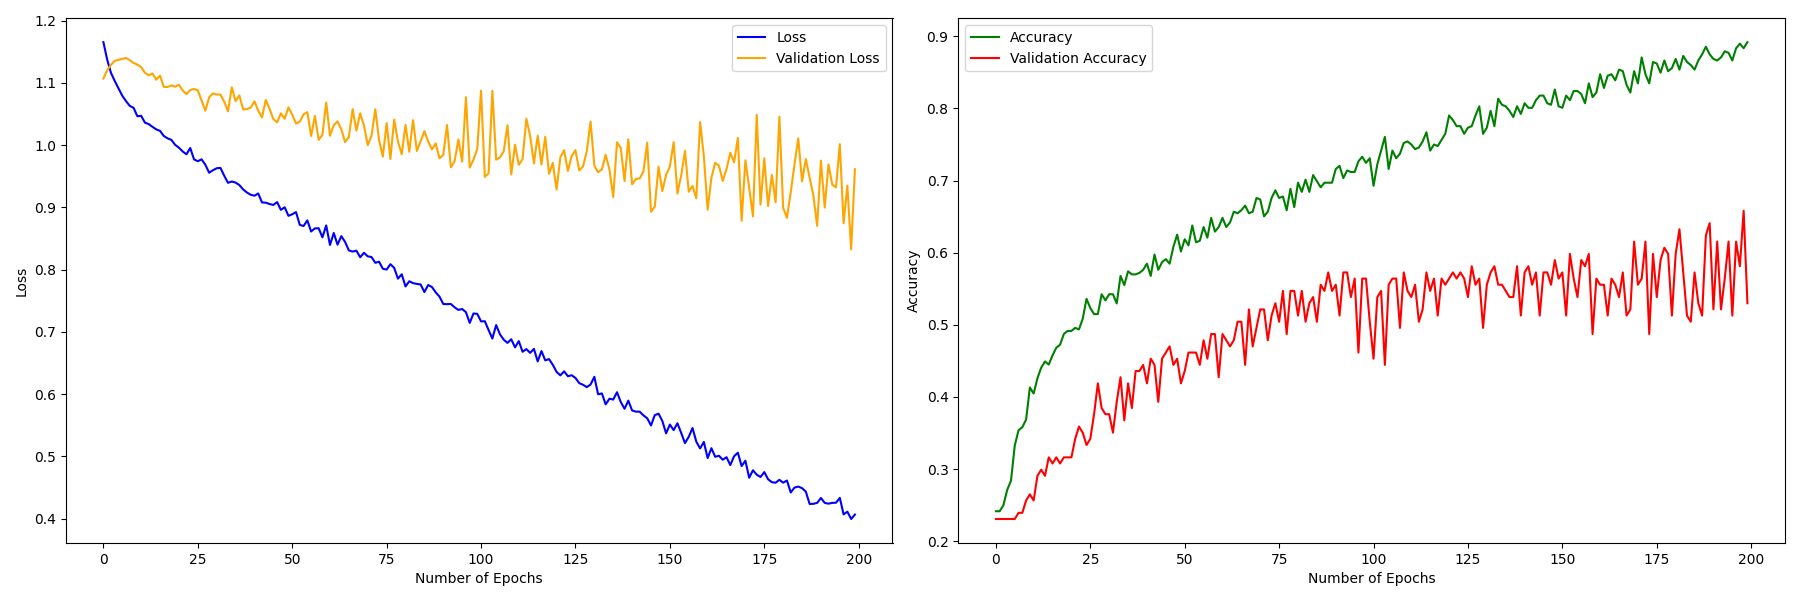 Loss
Validation Loss
1.2
1.1
1.0
0.9
0.8
0.7
0.6
0.5
0.4
Loss
0 25 50 75 100 125 150 175 200
Number of Epochs
Accuracy
Validation Accuracy
0.9
0.8
0.7
0.6
0.5
0.4
0.3
0.2
Accuracy
0 25 50 75 100 125 150 175 200
Number of Epochs